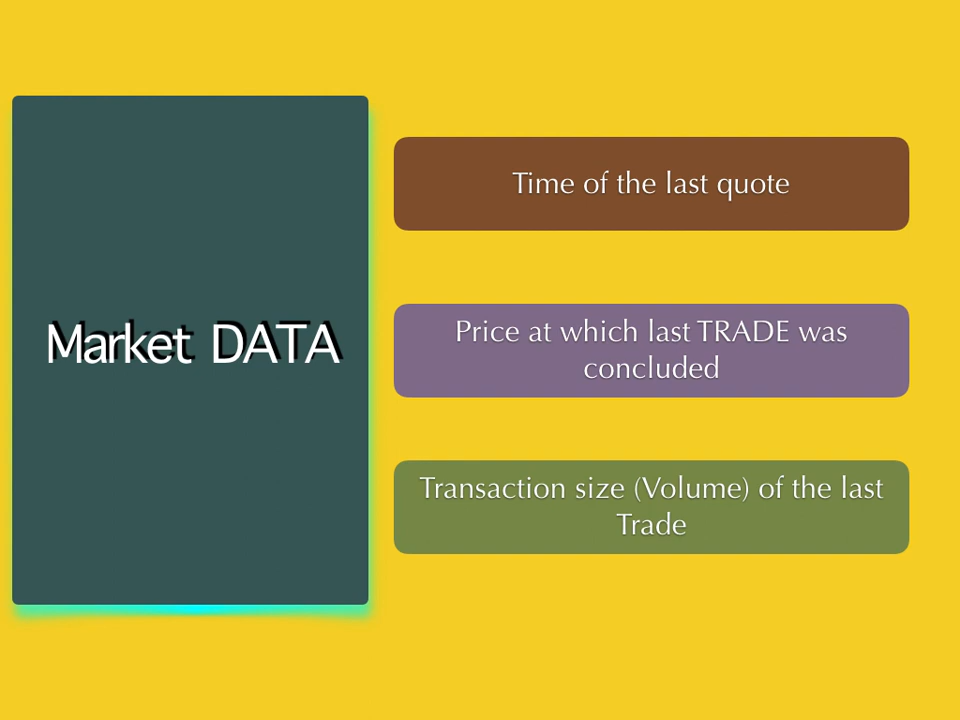 Market DATA
Time of the last quote
Price at which last TRADE was
concluded
Transaction size (Volume) of the last
Trade